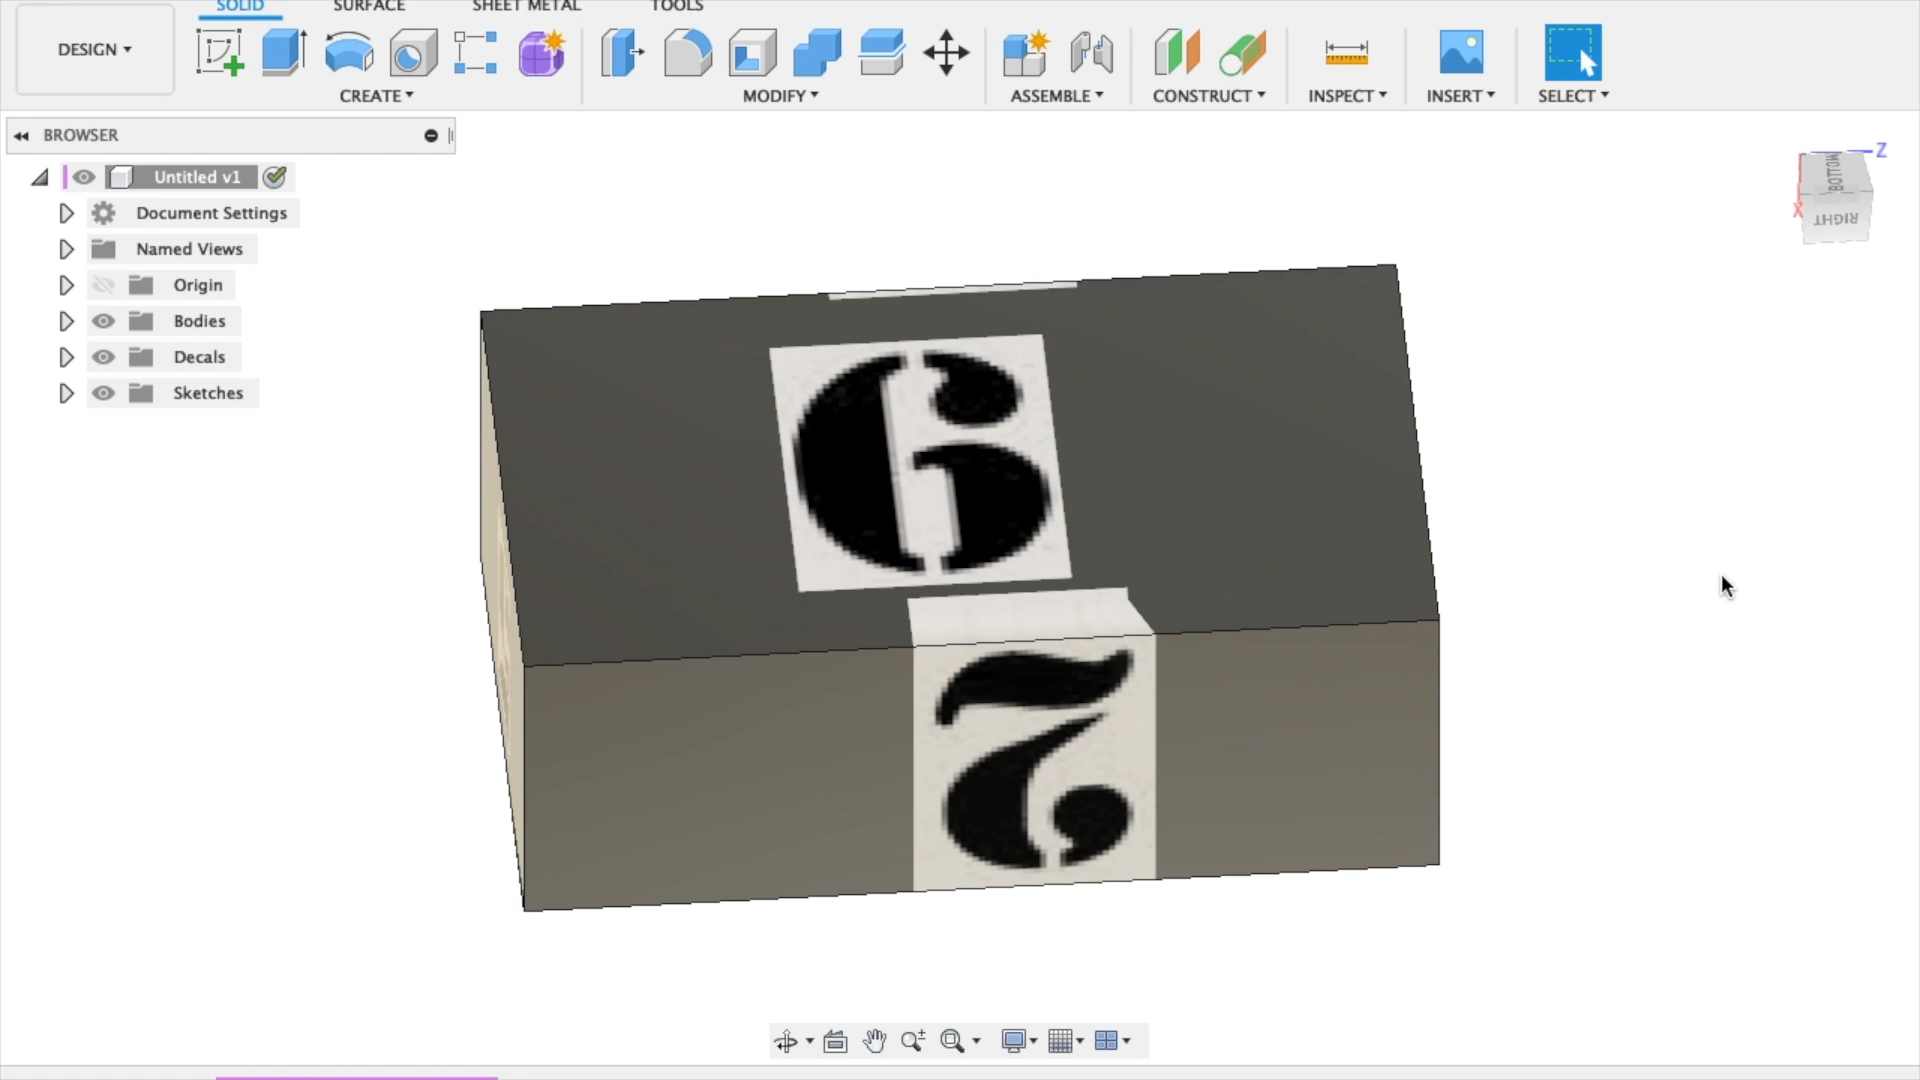 SOLID SURFACE SHEET METAL TOOLS
DESIGN
CREATE MODIFY ASSEMBLE CONSTRUCT INSPECT INSERT SELECT
BROWSER
Untitled v1
Document Settings
Named Views
Origin
Bodies
Decals
Sketches
Z
BOTTOM
X
RIGHT
6
2